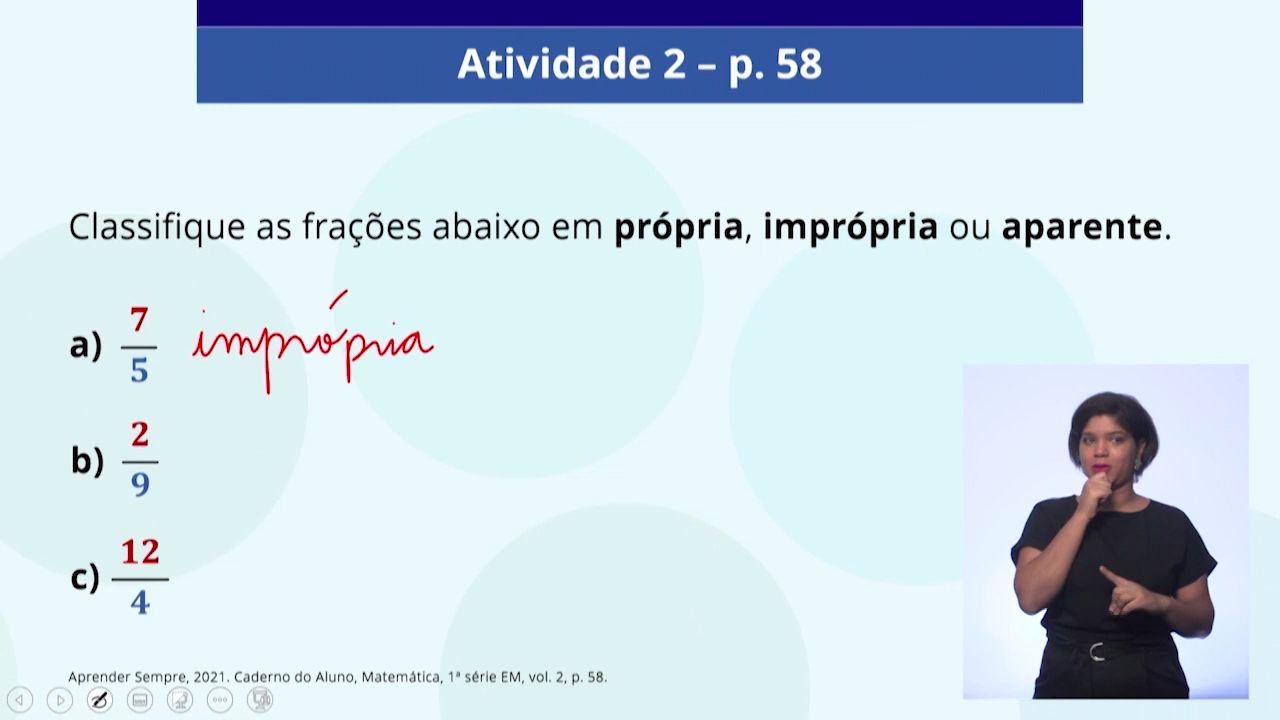 Atividade 2 – p. 58
Classifique as frações abaixo em própria, imprópria ou aparente.
a) 7/5 imprópria
b) 2/9
c) 12/4
Aprender Sempre, 2021. Caderno do Aluno, Matemática, 1ª série EM, vol. 2, p. 58.